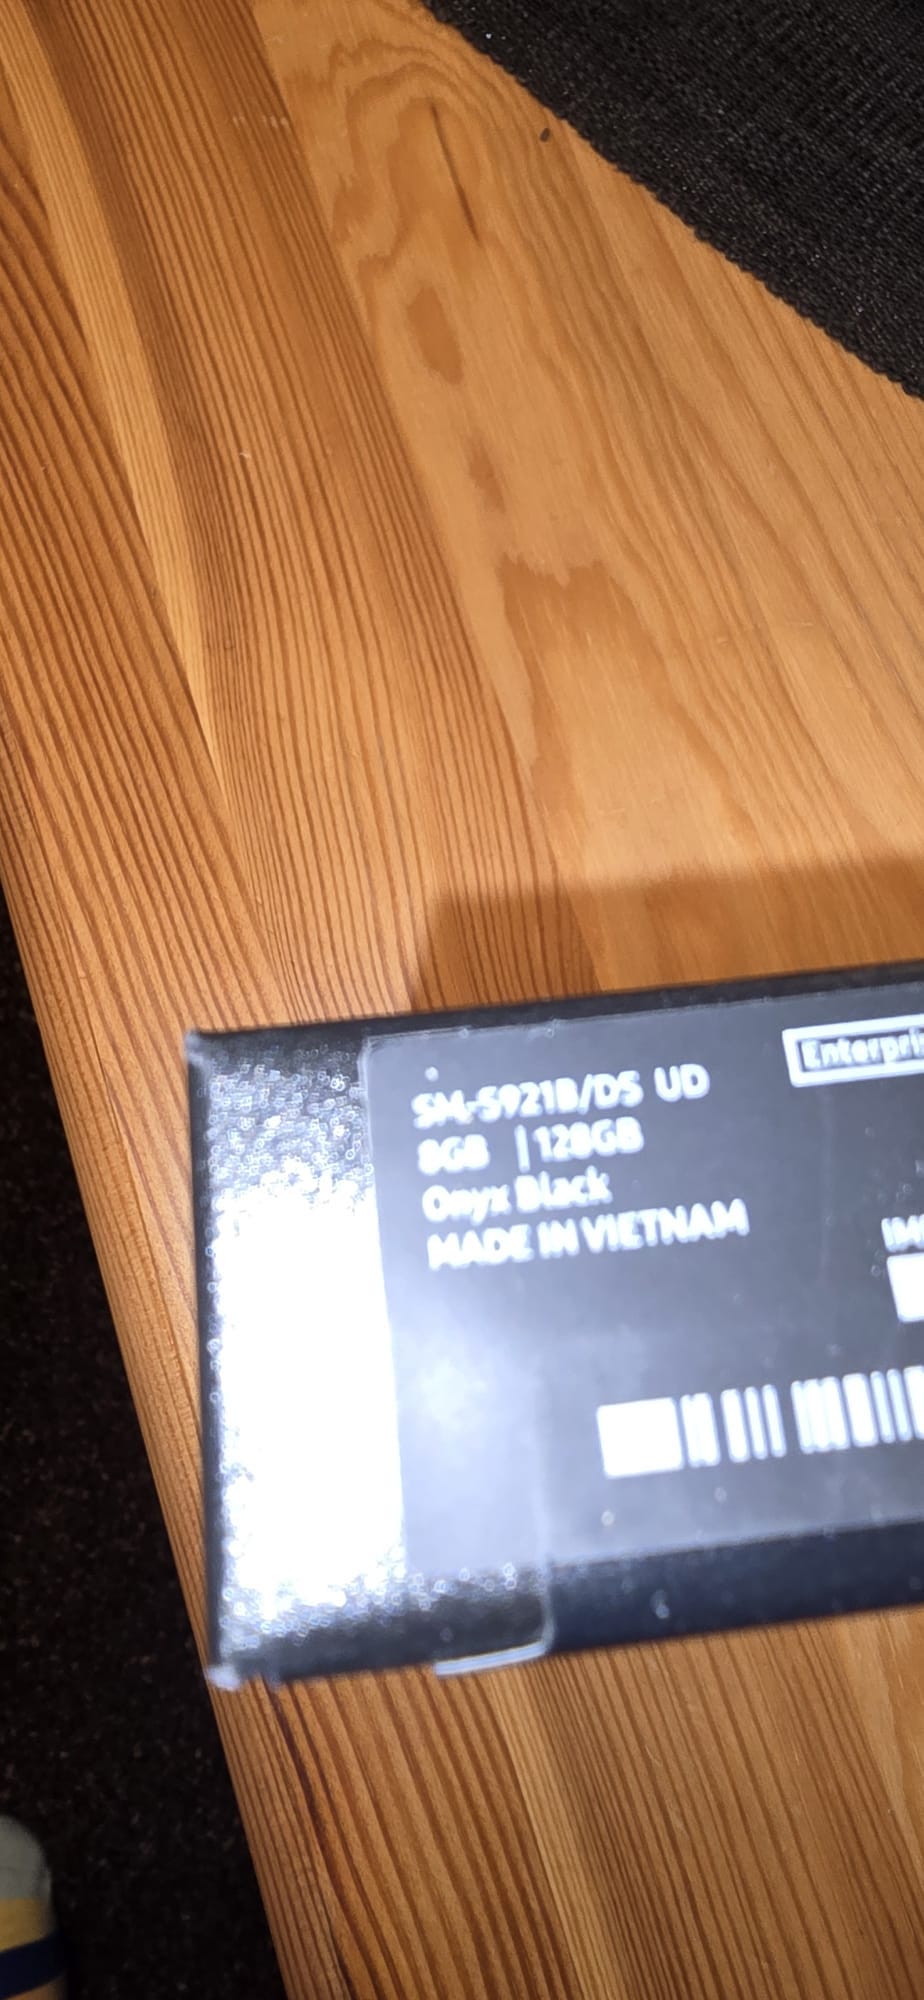 SM-S921B/DS UD
8GB | 128GB
Onyx Black
MADE IN VIETNAM